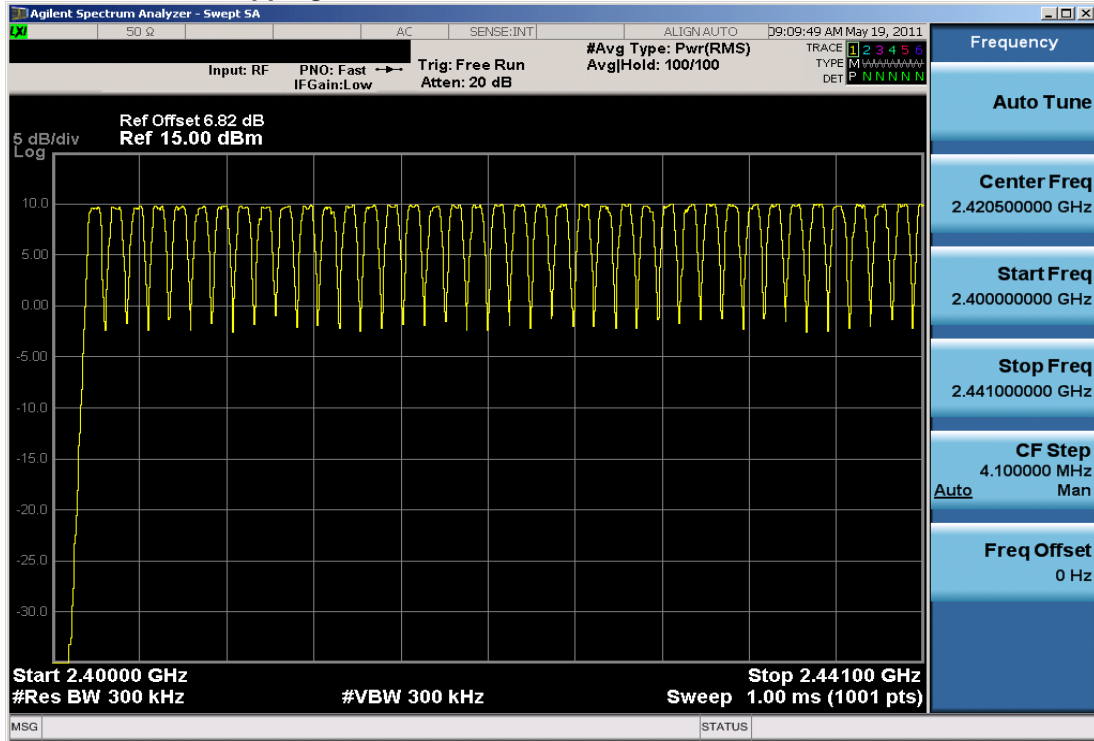 Agilent Spectrum Analyzer - Swept SA
LXI 50 Ω AC SENSE:INT ALIGN AUTO 09:09:49 AM May 19, 2011
#Avg Type: Pwr(RMS) TRACE 1 2 3 4 5 6
Input: RF PNO: Fast Trig: Free Run Avg|Hold: 100/100 TYPE M
IFGain:Low Atten: 20 dB DET P N N N N N
Ref Offset 6.82 dB
5 dB/div Ref 15.00 dBm
Log
10.0
5.00
0.00
-5.00
-10.0
-15.0
-20.0
-25.0
-30.0
Start 2.40000 GHz Stop 2.44100 GHz
#Res BW 300 kHz #VBW 300 kHz Sweep 1.00 ms (1001 pts)
MSG STATUS
Frequency
Auto Tune
Center Freq
2.420500000 GHz
Start Freq
2.400000000 GHz
Stop Freq
2.441000000 GHz
CF Step
4.100000 MHz
Auto Man
Freq Offset
0 Hz